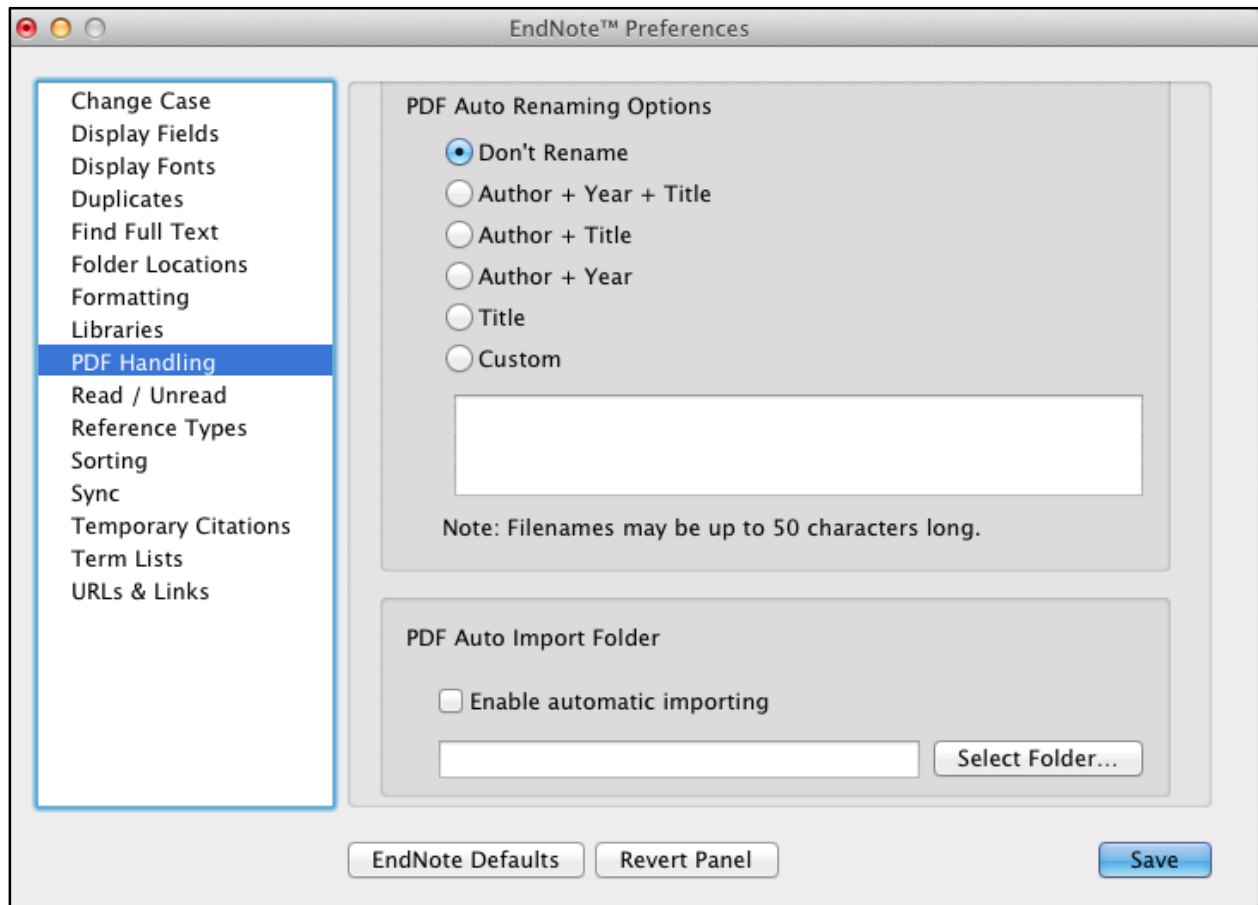 EndNote™ Preferences
Change Case
Display Fields
Display Fonts
Duplicates
Find Full Text
Folder Locations
Formatting
Libraries
PDF Handling
Read / Unread
Reference Types
Sorting
Sync
Temporary Citations
Term Lists
URLs & Links
PDF Auto Renaming Options
Don't Rename
Author + Year + Title
Author + Title
Author + Year
Title
Custom
Note: Filenames may be up to 50 characters long.
PDF Auto Import Folder
Enable automatic importing
Select Folder...
EndNote Defaults
Revert Panel
Save